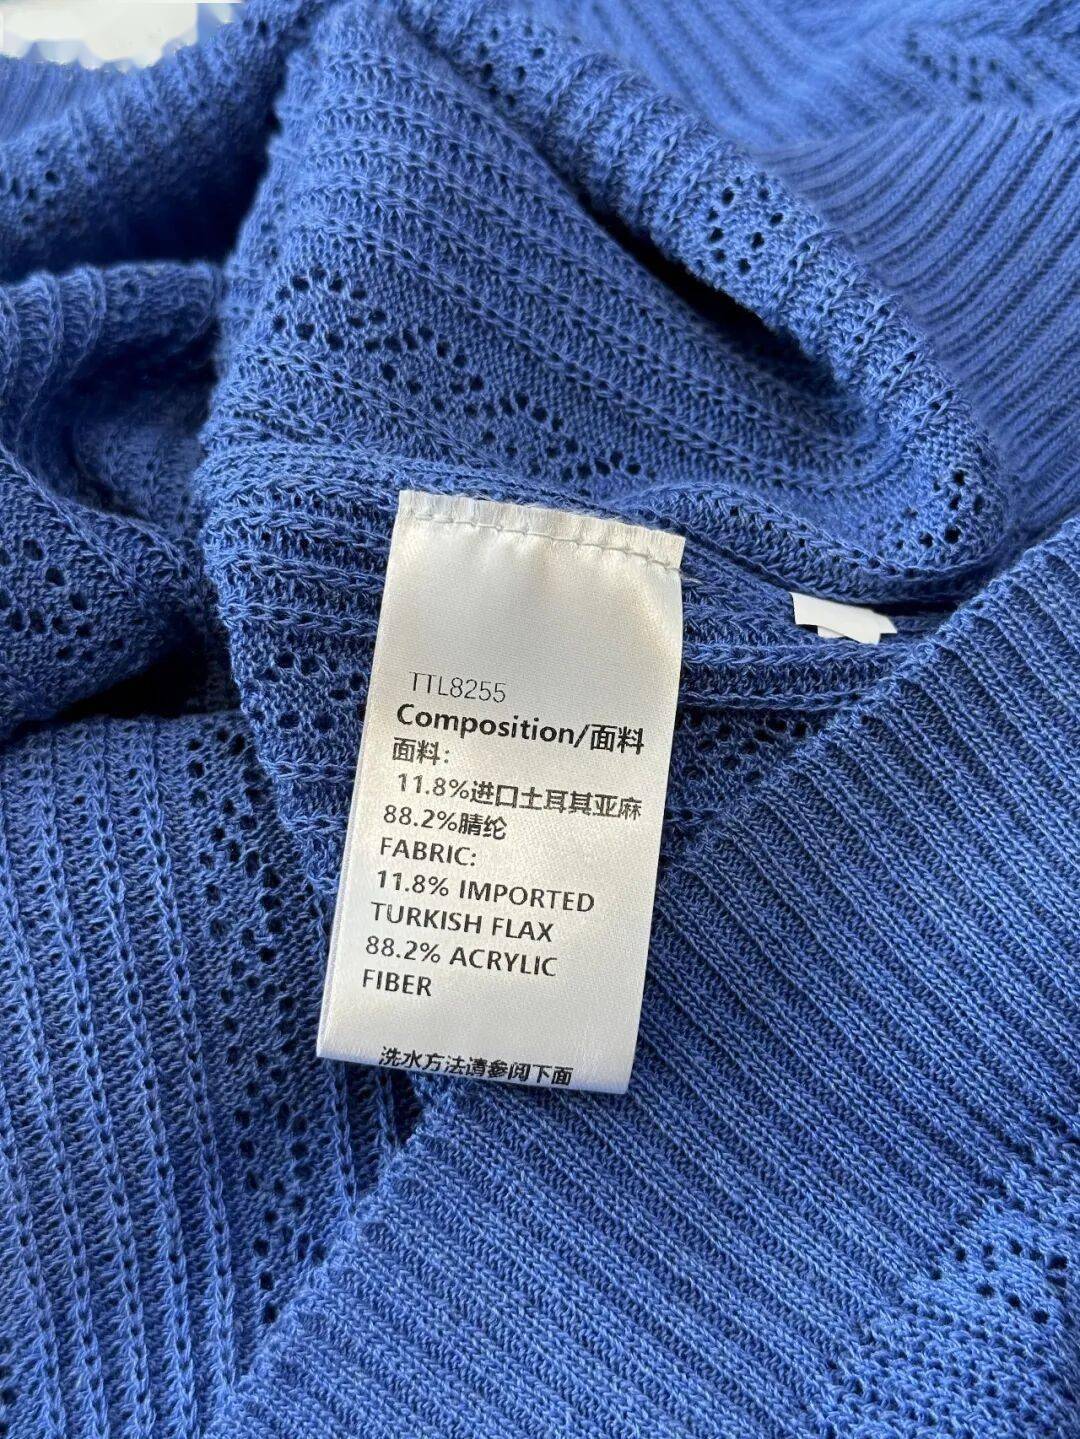 TTL8255
Composition/面料
面料:
11.8%进口土耳其亚麻
88.2%腈纶
FABRIC:
11.8% IMPORTED
TURKISH FLAX
88.2% ACRYLIC
FIBER
洗水方法请参阅下面